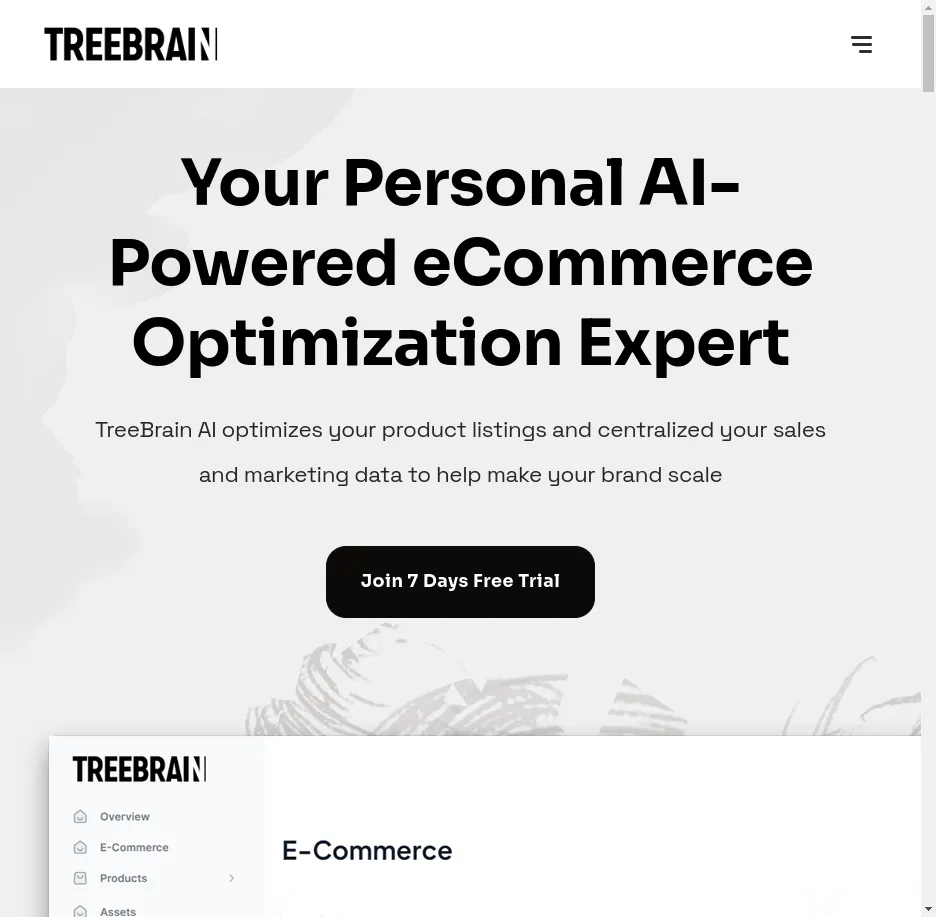 TREEBRAIN
Your Personal AI-
Powered eCommerce
Optimization Expert
TreeBrain AI optimizes your product listings and centralized your sales
and marketing data to help make your brand scale
Join 7 Days Free Trial
TREEBRAIN
Overview
E-Commerce
E-Commerce
Products
Assets